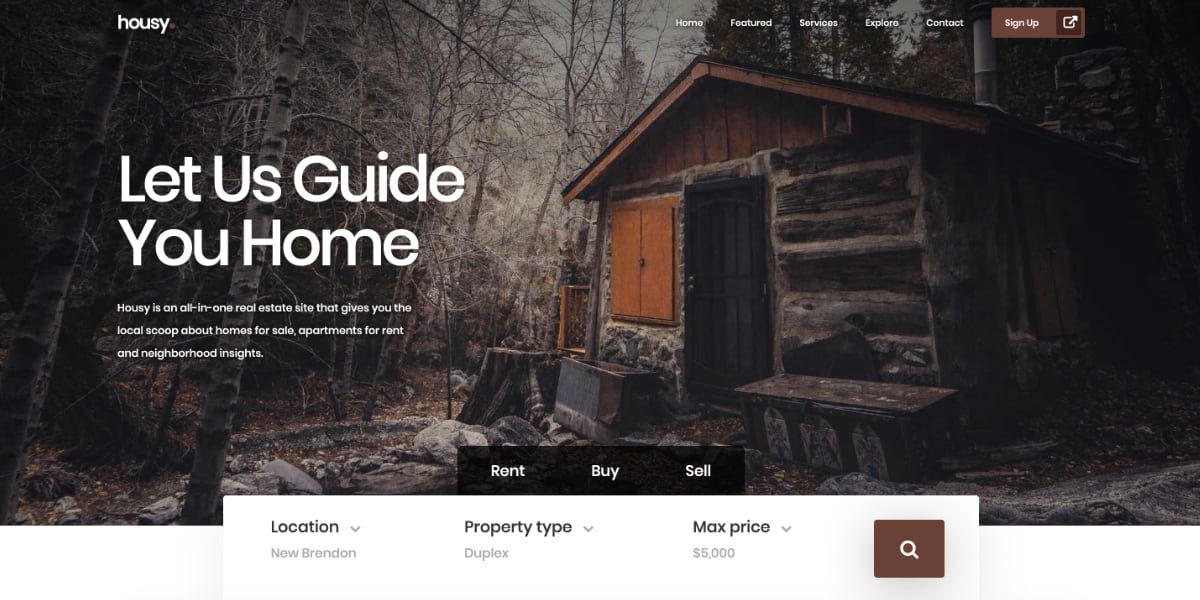 housy.
Home Featured Services Explore Contact Sign Up
Let Us Guide
You Home
Housy is an all-in-one real estate site that gives you the
local scoop about homes for sale, apartments for rent
and neighborhood insights.
Rent Buy Sell
Location Property type Max price
New Brendon Duplex $5,000